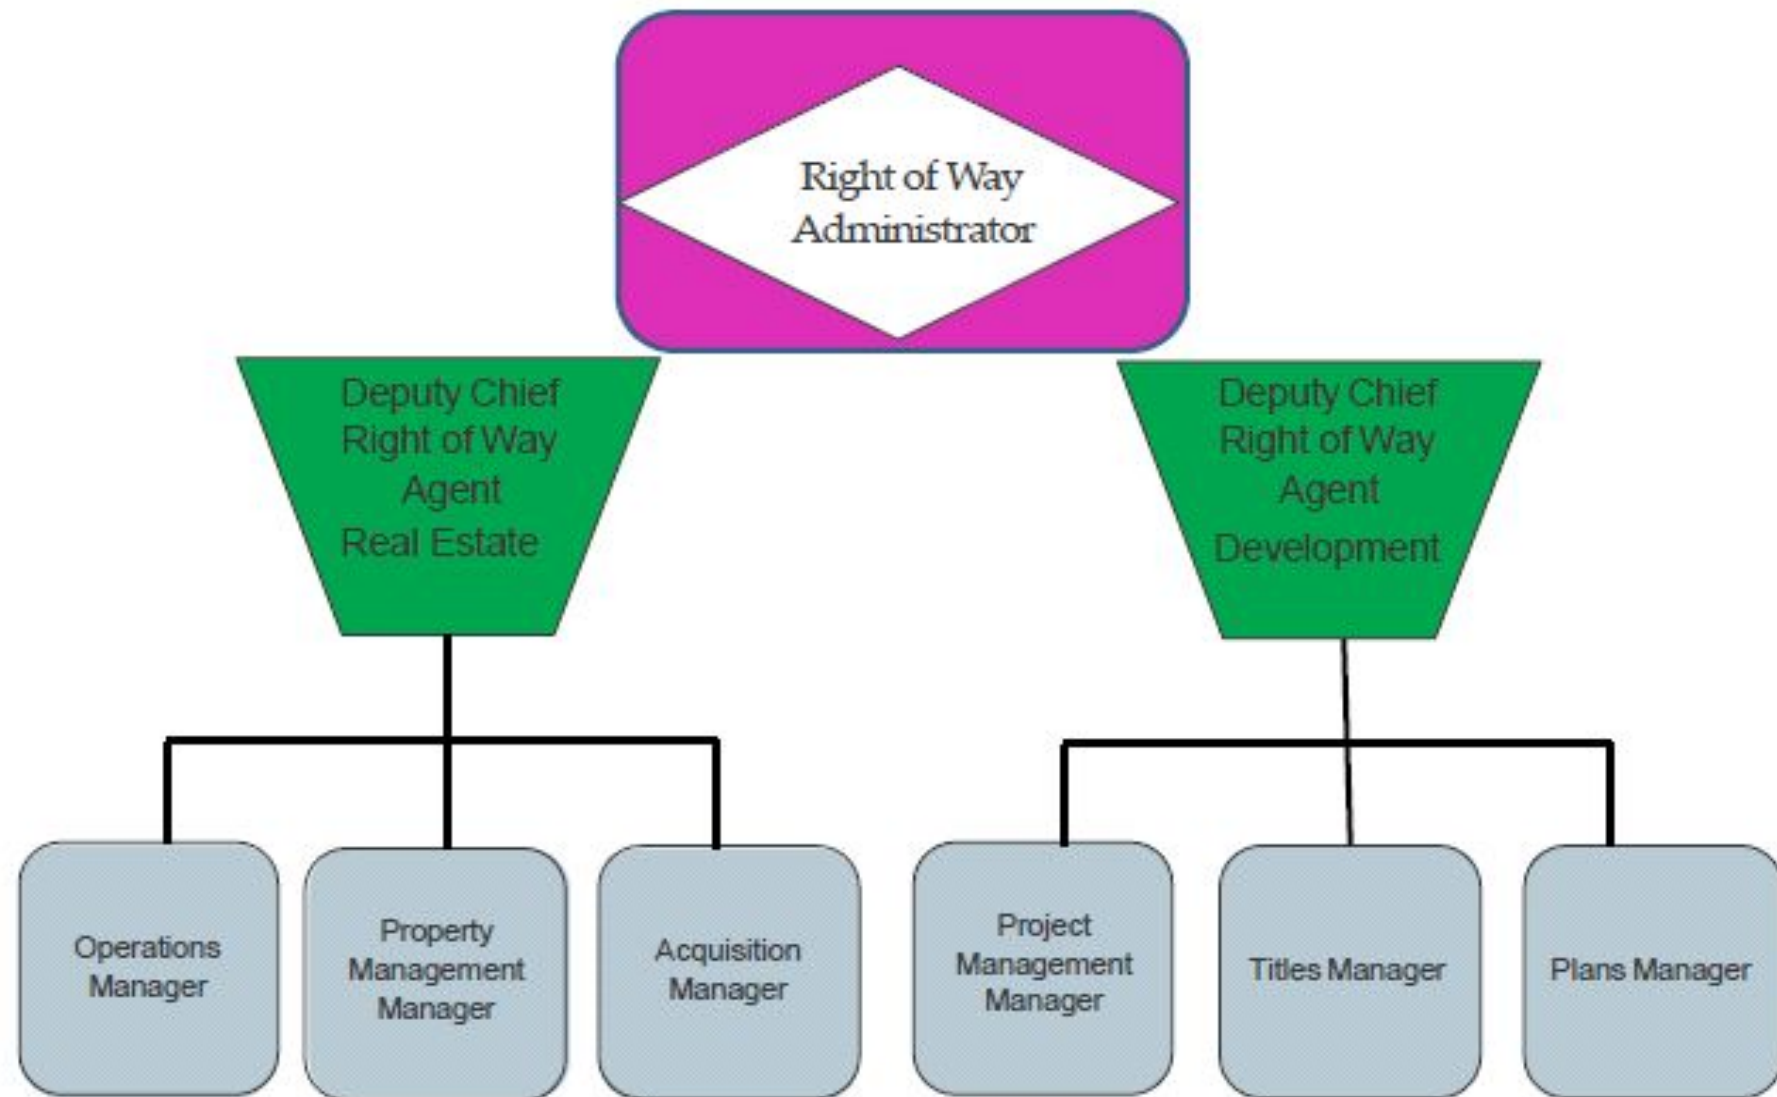 Right of Way
Administrator
Deputy Chief
Right of Way
Agent
Real Estate
Deputy Chief
Right of Way
Agent
Development
Operations
Manager
Property
Management
Manager
Acquisition
Manager
Project
Management
Manager
Titles Manager
Plans Manager